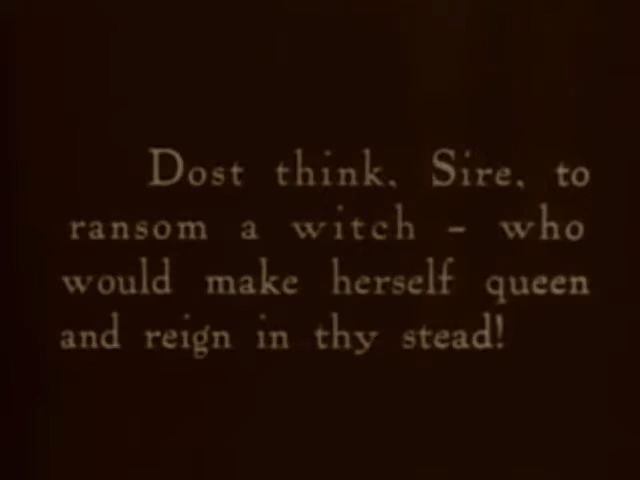 Dost think, Sire, to
ransom a witch - who
would make herself queen
and reign in thy stead!